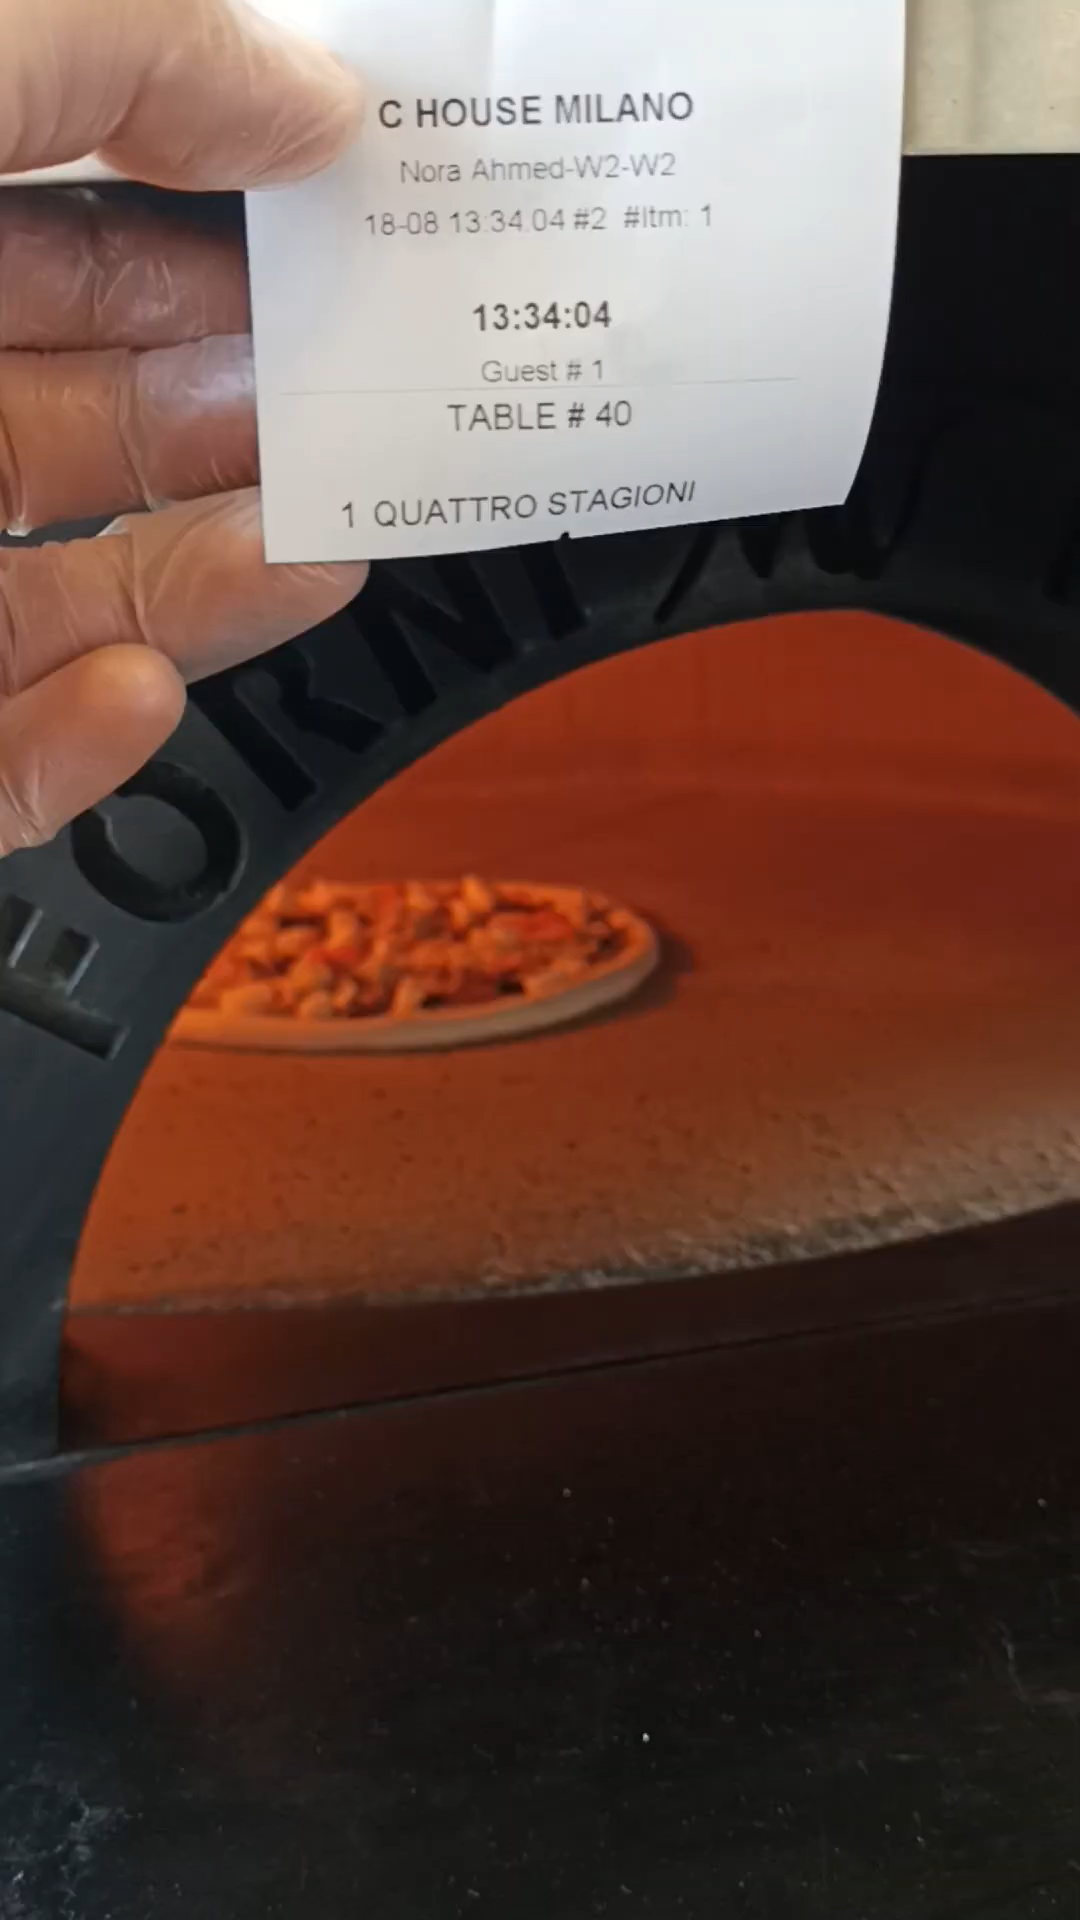 C HOUSE MILANO
Nora Ahmed-W2-W2
18-08 13:34.04 #2 #Itm: 1
13:34:04
Guest # 1
TABLE # 40
1 QUATTRO STAGIONI
FORNI